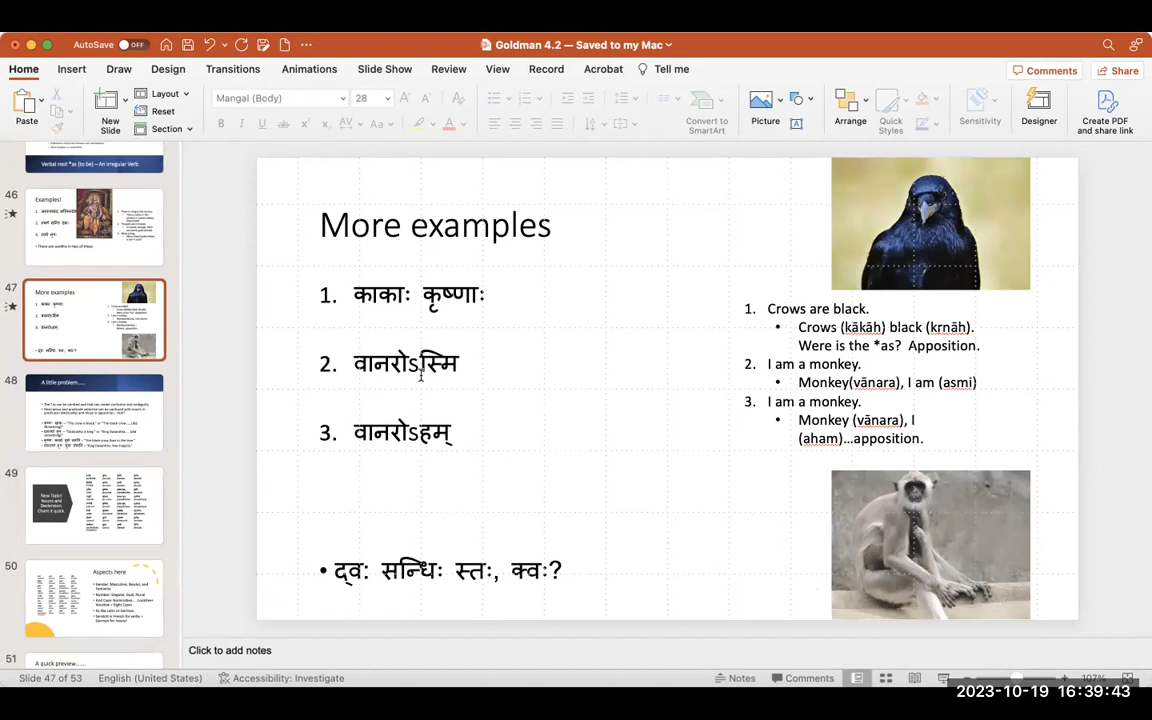 AutoSave OFF
Goldman 4.2 — Saved to my Mac
Home Insert Draw Design Transitions Animations Slide Show Review View Record Acrobat Tell me Comments Share
Paste
New Slide
Layout
Reset
Section
Mangal (Body) 28
Convert to SmartArt
Picture
Arrange
Quick Styles
Sensitivity
Designer
Create PDF and share link
Verbal root *as (to be) – An Irregular Verb
46
Examples!
47
More examples
48
A little problem......
49
New Topic! Nouns and Declension:
50
Aspects here
51
A quick preview......
More examples
1. काकाः कृष्णाः
2. वानरोऽस्मि
3. वानरोऽहम्
• द्वः सन्धिः स्तः, क्वः?
1. Crows are black.
• Crows (kākāh) black (krnāh).
Were is the *as? Apposition.
2. I am a monkey.
• Monkey(vānara), I am (asmi)
3. I am a monkey.
• Monkey (vānara), I
(aham)...apposition.
Click to add notes
Slide 47 of 53 English (United States) Accessibility: Investigate Notes Comments 107%
2023-10-19 16:39:43